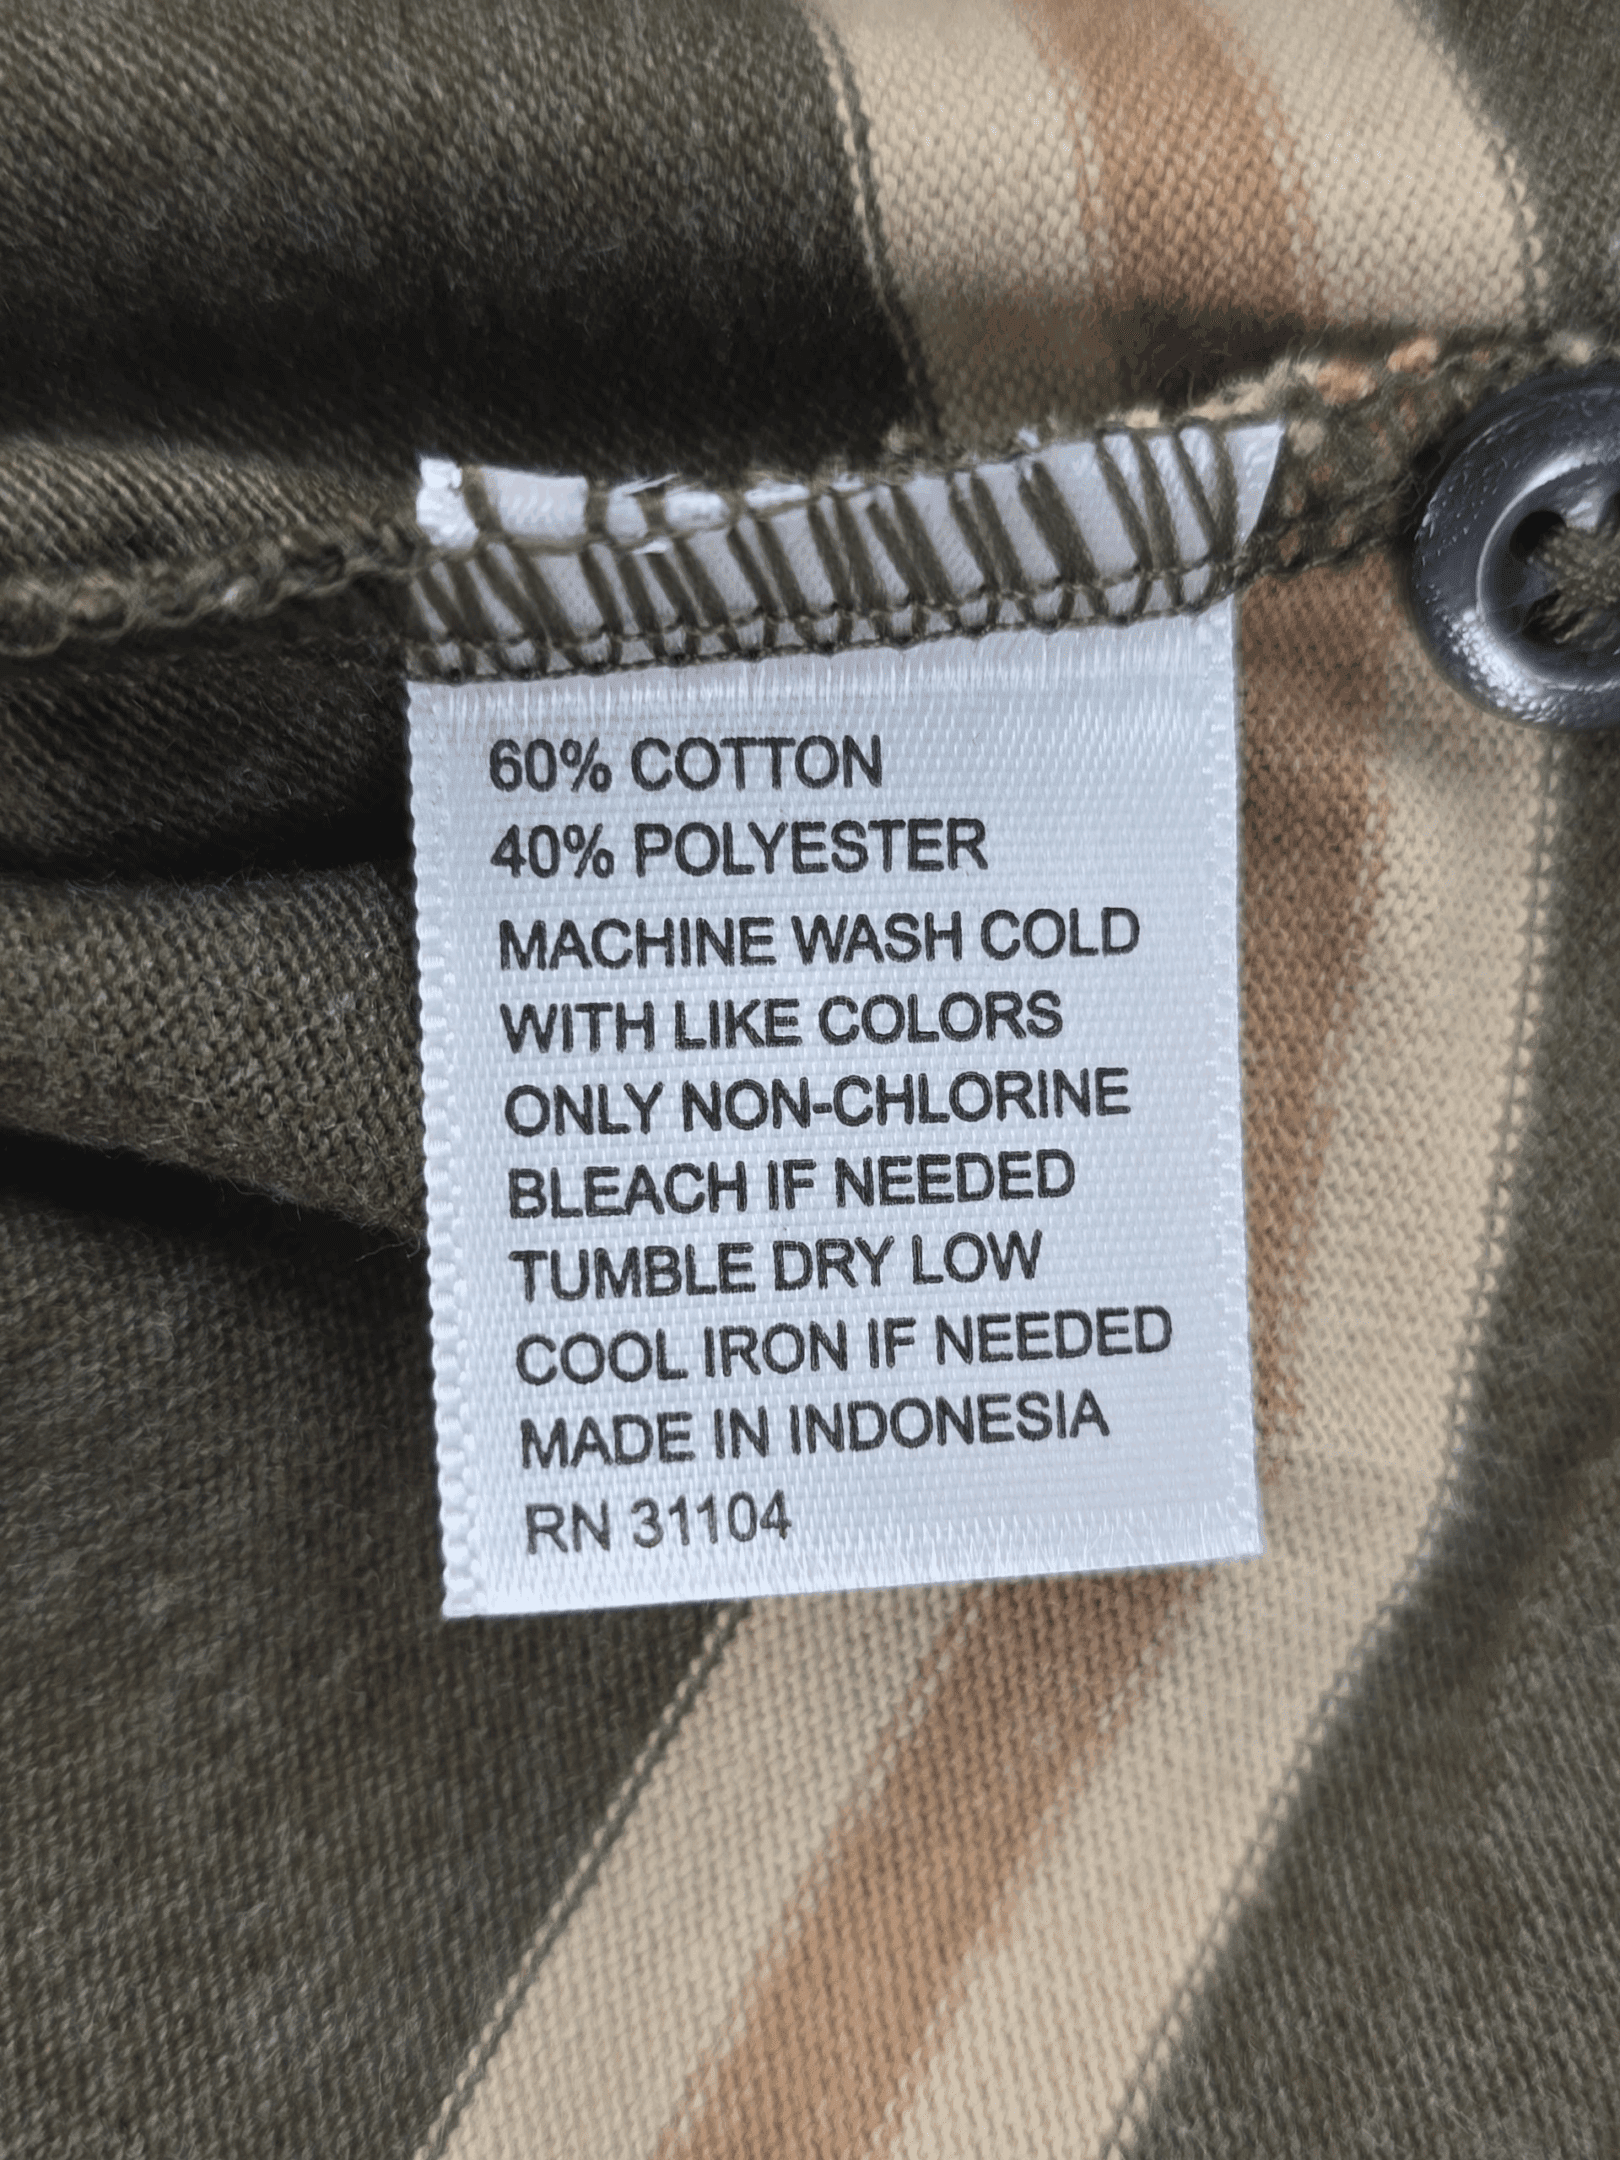 60% COTTON
40% POLYESTER
MACHINE WASH COLD
WITH LIKE COLORS
ONLY NON-CHLORINE
BLEACH IF NEEDED
TUMBLE DRY LOW
COOL IRON IF NEEDED
MADE IN INDONESIA
RN 31104